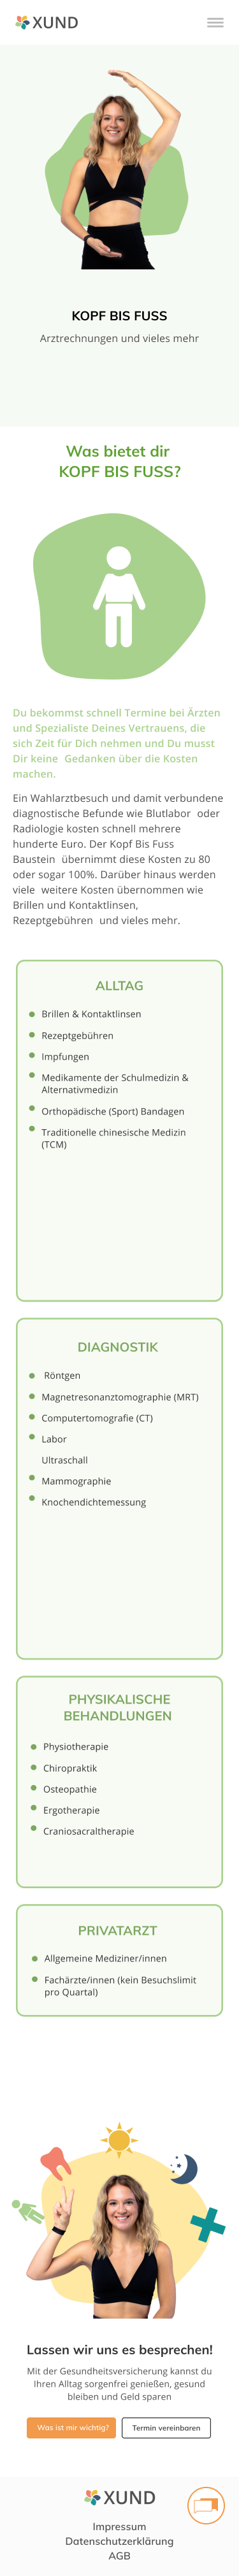 XUND
KOPF BIS FUSS
Arztrechnungen und vieles mehr
Was bietet dir
KOPF BIS FUSS?
Du bekommst schnell Termine bei Ärzten
und Spezialiste Deines Vertrauens, die
sich Zeit für Dich nehmen und Du musst
Dir keine Gedanken über die Kosten
machen.
Ein Wahlarztbesuch und damit verbundene
diagnostische Befunde wie Blutlabor oder
Radiologie kosten schnell mehrere
hunderte Euro. Der Kopf Bis Fuss
Baustein übernimmt diese Kosten zu 80
oder sogar 100%. Darüber hinaus werden
viele weitere Kosten übernommen wie
Brillen und Kontaktlinsen,
Rezeptgebühren und vieles mehr.
ALLTAG
Brillen & Kontaktlinsen
Rezeptgebühren
Impfungen
Medikamente der Schulmedizin &
Alternativmedizin
Orthopädische (Sport) Bandagen
Traditionelle chinesische Medizin
(TCM)
DIAGNOSTIK
Röntgen
Magnetresonanztomographie (MRT)
Computertomografie (CT)
Labor
Ultraschall
Mammographie
Knochendichtemessung
PHYSIKALISCHE
BEHANDLUNGEN
Physiotherapie
Chiropraktik
Osteopathie
Ergotherapie
Craniosacraltherapie
PRIVATARZT
Allgemeine Mediziner/innen
Fachärzte/innen (kein Besuchslimit
pro Quartal)
Lassen wir uns es besprechen!
Mit der Gesundheitsversicherung kannst du
Ihren Alltag sorgenfrei genießen, gesund
bleiben und Geld sparen
Was ist mir wichtig? Termin vereinbaren
XUND
Impressum
Datenschutzerklärung
AGB